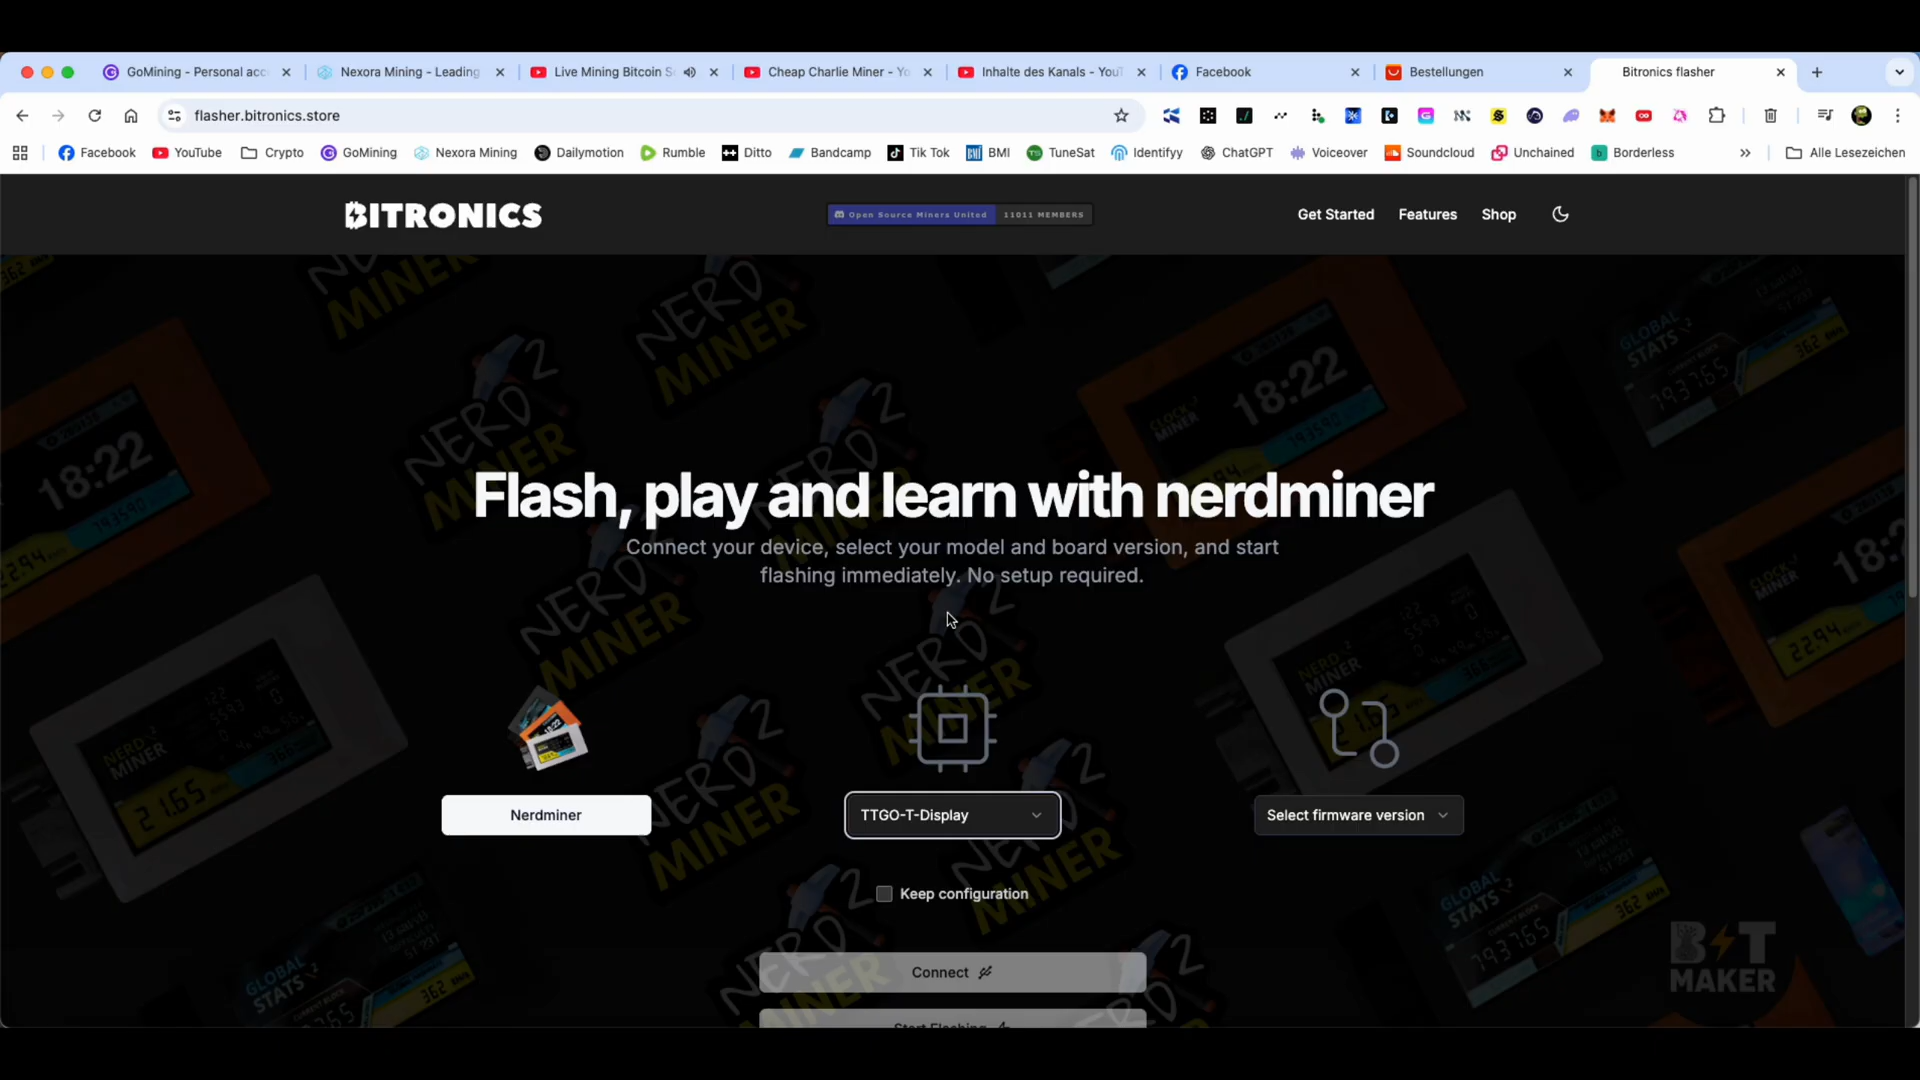 GoMining - Personal acc
Nexora Mining - Leading
Live Mining Bitcoin S
Cheap Charlie Miner - Yo
Inhalte des Kanals - YouT
Facebook
Bestellungen
Bitronics flasher
flasher.bitronics.store
Facebook
YouTube
Crypto
GoMining
Nexora Mining
Dailymotion
Rumble
Ditto
Bandcamp
Tik Tok
BMI
TuneSat
Identifyy
ChatGPT
Voiceover
Soundcloud
Unchained
Borderless
Alle Lesezeichen
BITRONICS
Open Source Miners United 11011 MEMBERS
Get Started
Features
Shop
Flash, play and learn with nerdminer
Connect your device, select your model and board version, and start
flashing immediately. No setup required.
Nerdminer
TTGO-T-Display
Select firmware version
Keep configuration
Connect
Start Flashing
BIT
MAKER